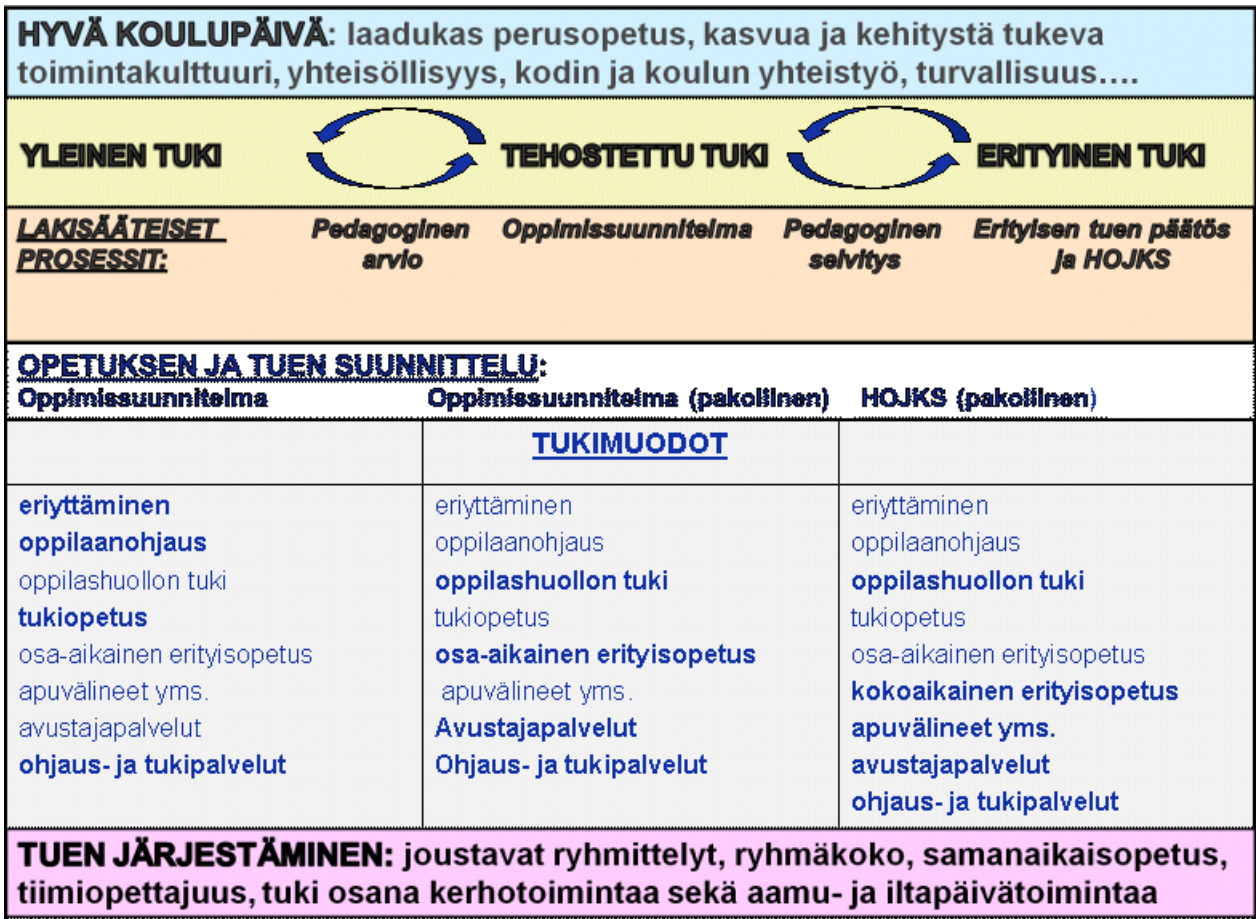 HYVÄ KOULUPÄIVÄ: laadukas perusopetus, kasvua ja kehitystä tukeva
toimintakulttuuri, yhteisöllisyys, kodin ja koulun yhteistyö, turvallisuus....
YLEINEN TUKI TEHOSTETTU TUKI ERITYINEN TUKI
LAKISÄÄTEISET Pedagoginen Oppimissuunnitelma Pedagoginen Erityisen tuen päätös
PROSESSIT: arvio selvitys ja HOJKS
OPETUKSEN JA TUEN SUUNNITTELU:
Oppimissuunnitelma Oppimissuunnitelma (pakollinen) HOJKS (pakollinen)
TUKIMUODOT
eriyttäminen eriyttäminen eriyttäminen
oppilaanohjaus oppilaanohjaus oppilaanohjaus
oppilashuollon tuki oppilashuollon tuki oppilashuollon tuki
tukiopetus tukiopetus tukiopetus
osa-aikainen erityisopetus osa-aikainen erityisopetus osa-aikainen erityisopetus
apuvälineet yms. apuvälineet yms. kokoaikainen erityisopetus
avustajapalvelut Avustajapalvelut apuvälineet yms.
ohjaus- ja tukipalvelut Ohjaus- ja tukipalvelut avustajapalvelut
ohjaus- ja tukipalvelut
TUEN JÄRJESTÄMINEN: joustavat ryhmittelyt, ryhmäkoko, samanaikaisopetus,
tiimiopettajuus, tuki osana kerhotoimintaa sekä aamu- ja iltapäivätoimintaa